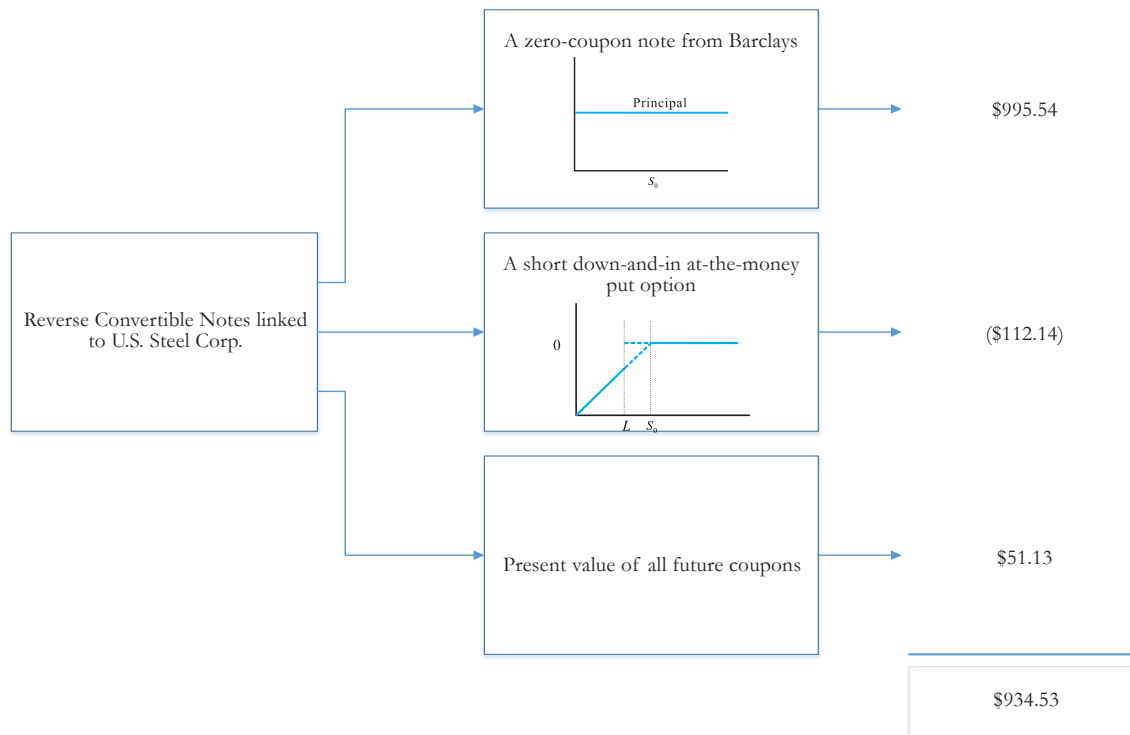 A zero-coupon note from Barclays
Principal
S₀
$995.54
Reverse Convertible Notes linked
to U.S. Steel Corp.
A short down-and-in at-the-money
put option
0
L S₀
($112.14)
Present value of all future coupons
$51.13
$934.53